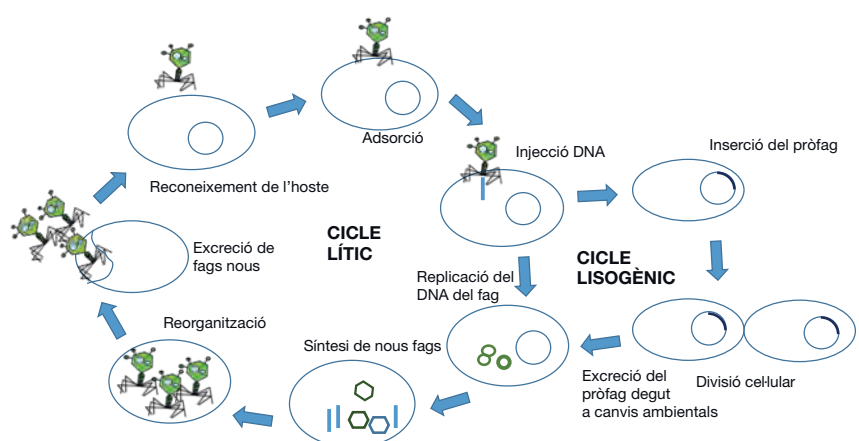 Adsorció
Injecció DNA
Inserció del pròfag
Reconeixement de l'hoste
CICLE
LÍTIC
Excreció de
fags nous
CICLE
LISOGÈNIC
Replicació del
DNA del fag
Reorganització
Síntesi de nous fags
Excreció del
pròfag degut
a canvis ambientals
Divisió cel·lular